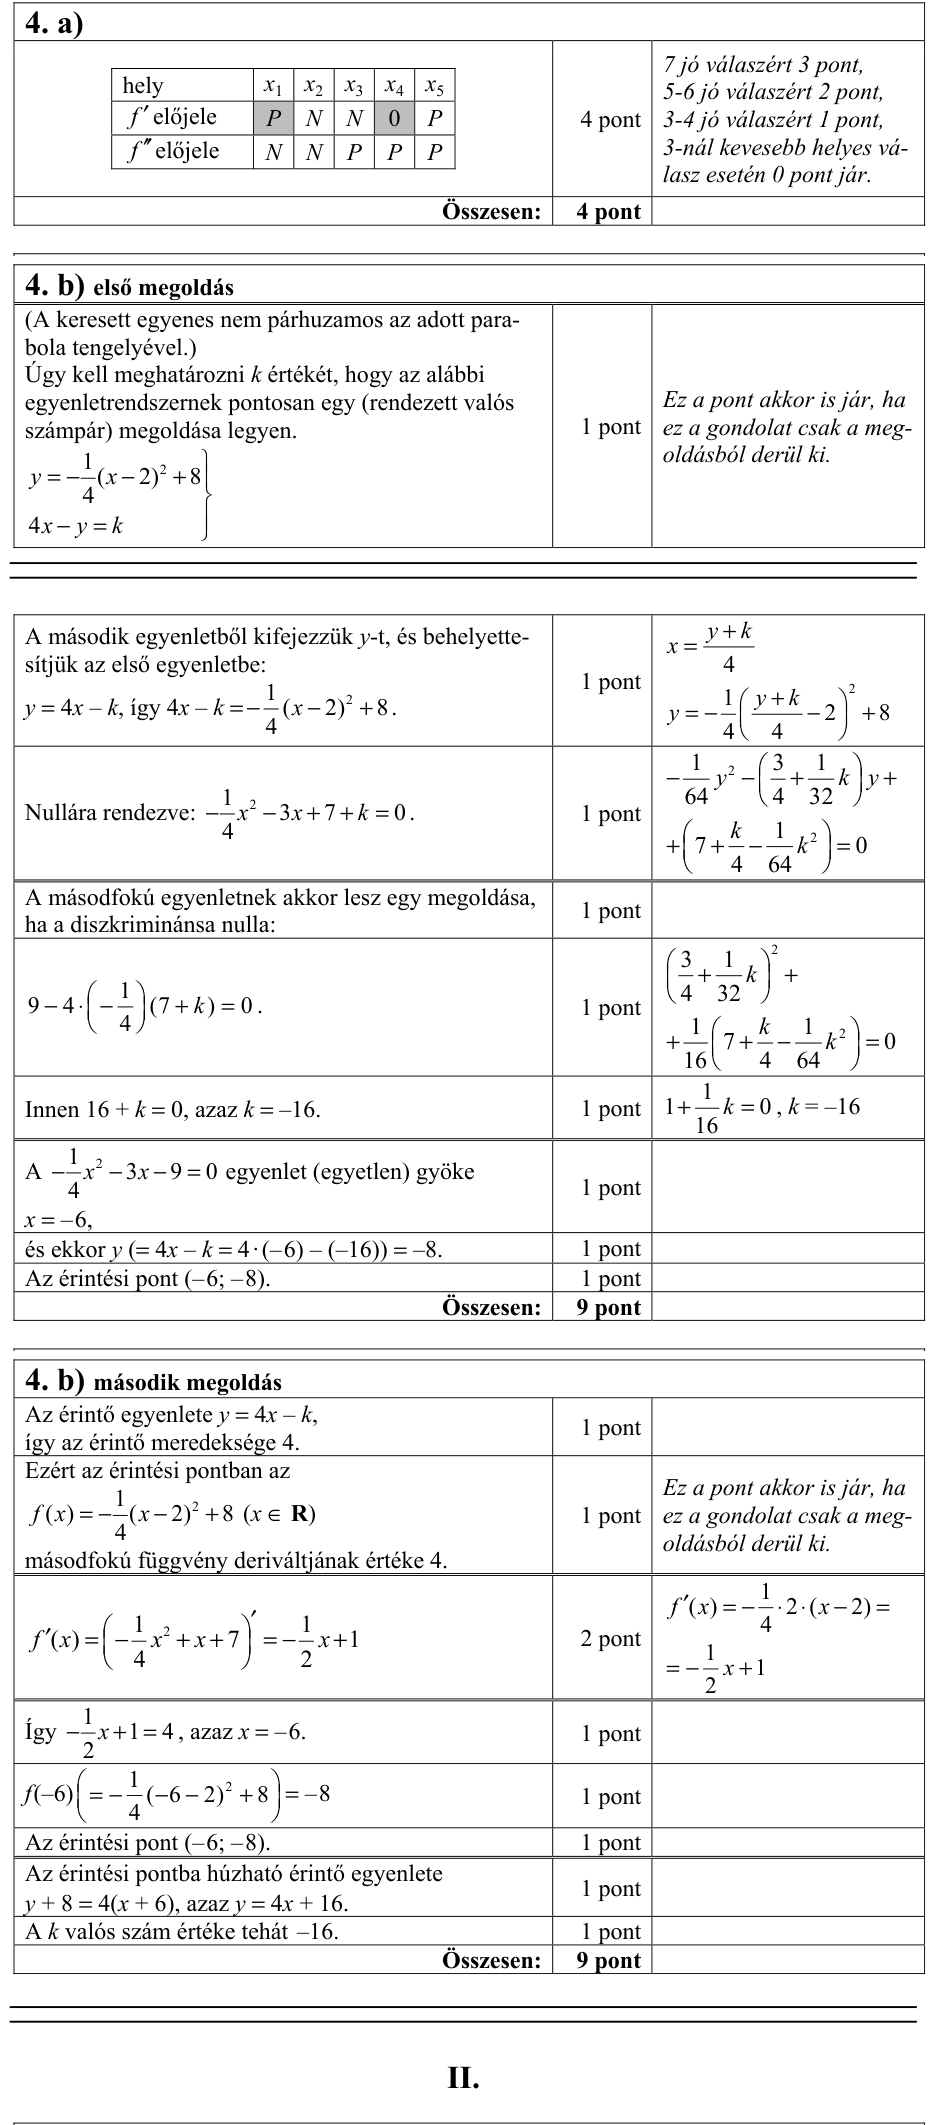 4. a)
hely x₁ x₂ x₃ x₄ x₅
f′ előjele P N N 0 P
f″ előjele N N P P P
4 pont
7 jó válaszért 3 pont,
5-6 jó válaszért 2 pont,
3-4 jó válaszért 1 pont,
3-nál kevesebb helyes vá-
lasz esetén 0 pont jár.
Összesen: 4 pont
4. b) első megoldás
(A keresett egyenes nem párhuzamos az adott para-
bola tengelyével.)
Úgy kell meghatározni k értékét, hogy az alábbi
egyenletrendszernek pontosan egy (rendezett valós
számpár) megoldása legyen.
y = −1/4(x − 2)² + 8
4x − y = k }
1 pont
Ez a pont akkor is jár, ha
ez a gondolat csak a meg-
oldásból derül ki.
A második egyenletből kifejezzük y-t, és behelyette-
sítjük az első egyenletbe:
y = 4x – k, így 4x − k = −1/4(x − 2)² + 8.
1 pont
x = (y + k)/4
y = −1/4((y + k)/4 − 2)² + 8
Nullára rendezve: −1/4x² − 3x + 7 + k = 0.
1 pont
−1/64y² − (3/4 + 1/32k)y +
+(7 + k/4 − 1/64k²) = 0
A másodfokú egyenletnek akkor lesz egy megoldása,
ha a diszkriminánsa nulla:
1 pont
9 − 4 · (−1/4)(7 + k) = 0.
1 pont
(3/4 + 1/32k)² +
+1/16(7 + k/4 − 1/64k²) = 0
Innen 16 + k = 0, azaz k = –16.
1 pont
1 + 1/16k = 0, k = –16
A −1/4x² − 3x − 9 = 0 egyenlet (egyetlen) gyöke
x = –6,
1 pont
és ekkor y (= 4x – k = 4 · (–6) – (–16)) = –8.
1 pont
Az érintési pont (–6; –8).
1 pont
Összesen: 9 pont
4. b) második megoldás
Az érintő egyenlete y = 4x – k,
így az érintő meredeksége 4.
1 pont
Ezért az érintési pontban az
f(x) = −1/4(x − 2)² + 8 (x ∈ R)
másodfokú függvény deriváltjának értéke 4.
1 pont
Ez a pont akkor is jár, ha
ez a gondolat csak a meg-
oldásból derül ki.
f′(x) = (−1/4x² + x + 7)′ = −1/2x + 1
2 pont
f′(x) = −1/4 · 2 · (x − 2) =
= −1/2x + 1
Így −1/2x + 1 = 4, azaz x = –6.
1 pont
f(–6)(= −1/4(−6 − 2)² + 8) = −8
1 pont
Az érintési pont (–6; –8).
1 pont
Az érintési pontba húzható érintő egyenlete
y + 8 = 4(x + 6), azaz y = 4x + 16.
1 pont
A k valós szám értéke tehát –16.
1 pont
Összesen: 9 pont
II.